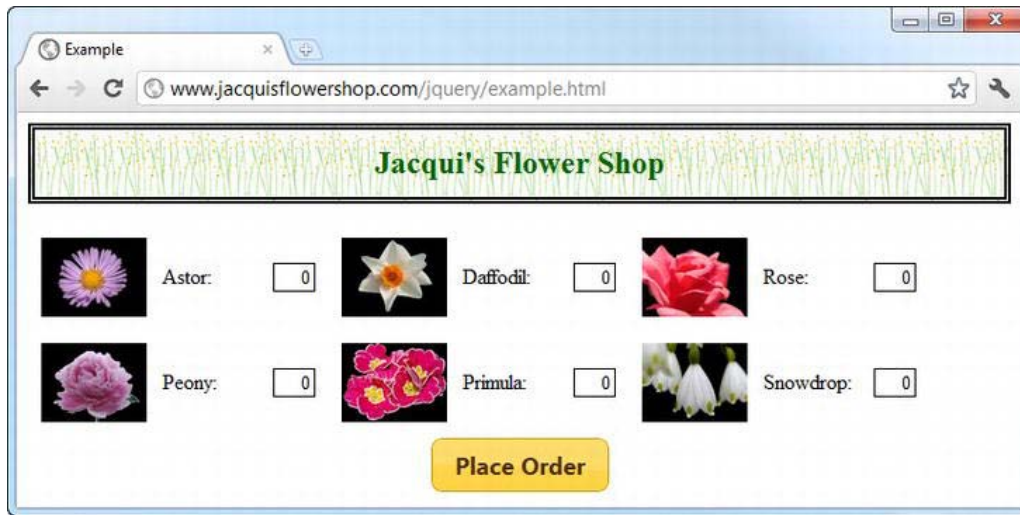 Example
www.jacquisflowershop.com/jquery/example.html
Jacqui's Flower Shop
Astor: 0 Daffodil: 0 Rose: 0
Peony: 0 Primula: 0 Snowdrop: 0
Place Order